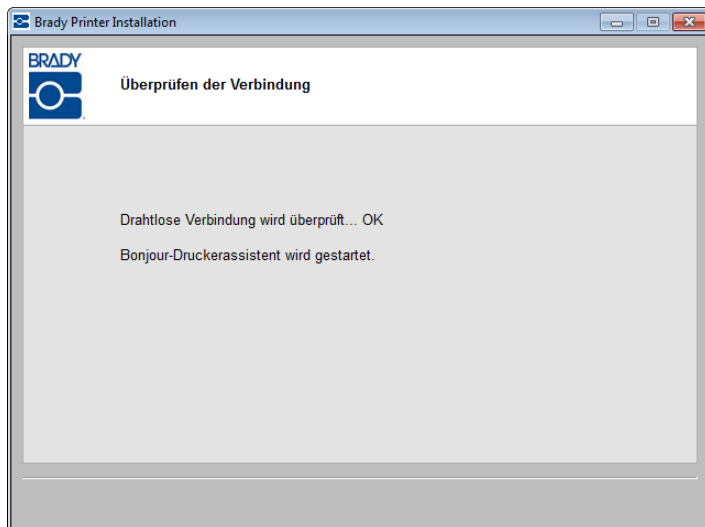 Brady Printer Installation
BRADY
Überprüfen der Verbindung
Drahtlose Verbindung wird überprüft... OK
Bonjour-Druckerassistent wird gestartet.